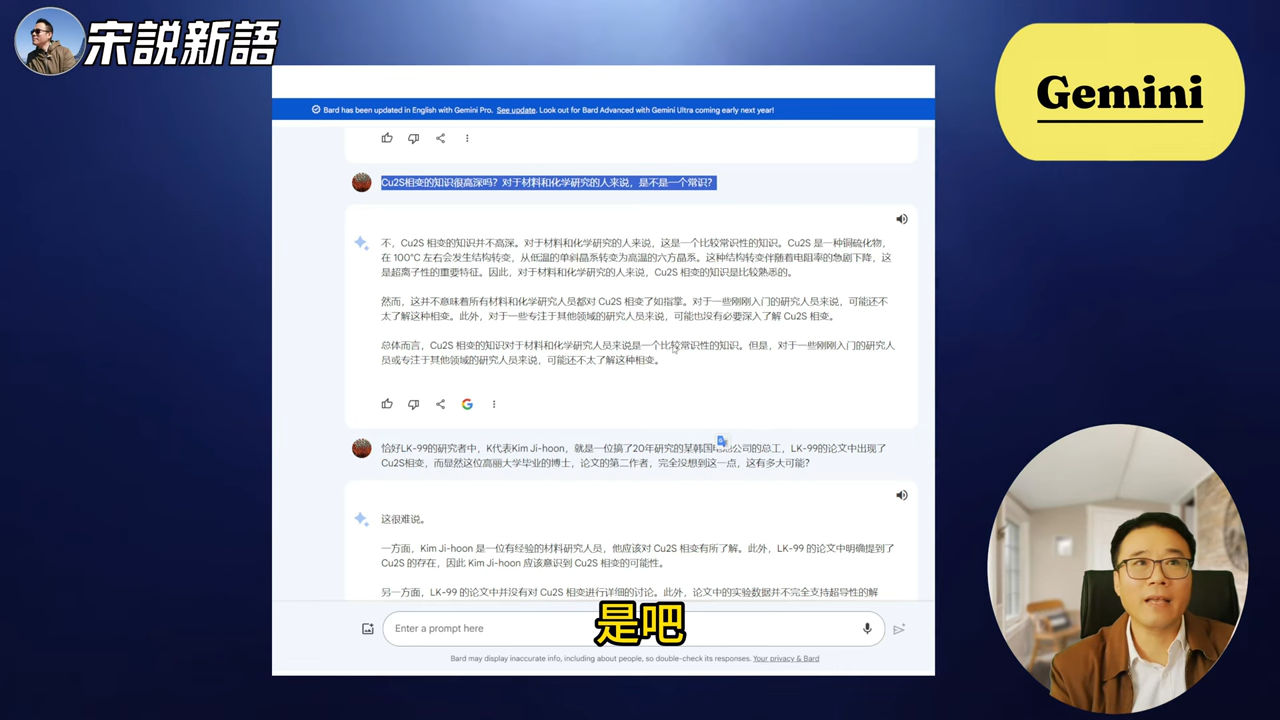 宋説新語
Gemini
Bard has been updated in English with Gemini Pro. See update. Look out for Bard Advanced with Gemini Ultra coming early next year!
Cu2S相变的知识很高深吗？对于材料和化学研究的人来说，是不是一个常识？
不，Cu2S 相变的知识并不高深。对于材料和化学研究的人来说，这是一个比较常识性的知识。Cu2S 是一种铜硫化物，
在 100°C 左右会发生结构转变，从低温的单斜晶系转变为高温的六方晶系。这种结构转变伴随着电阻率的急剧下降，这
是超离子性的重要特征。因此，对于材料和化学研究的人来说，Cu2S 相变的知识是比较熟悉的。
然而，这并不意味着所有材料和化学研究人员都对 Cu2S 相变了如指掌。对于一些刚刚入门的研究人员来说，可能还不
太了解这种相变。此外，对于一些专注于其他领域的研究人员来说，可能也没有必要深入了解 Cu2S 相变。
总体而言，Cu2S 相变的知识对于材料和化学研究人员来说是一个比较常识性的知识。但是，对于一些刚刚入门的研究人
员或专注于其他领域的研究人员来说，可能还不太了解这种相变。
恰好LK-99的研究者中，K代表Kim Ji-hoon，就是一位搞了20年研究的某韩国公司的总工，LK-99的论文中出现了
Cu2S相变，而显然这位高丽大学毕业的博士，论文的第二作者，完全没想到这一点，这有多大可能？
这很难说。
一方面，Kim Ji-hoon 是一位有经验的材料研究人员，他应该对 Cu2S 相变有所了解。此外，LK-99 的论文中明确提到了
Cu2S 的存在，因此 Kim Ji-hoon 应该意识到 Cu2S 相变的可能性。
另一方面，LK-99 的论文中并没有对 Cu2S 相变进行详细的讨论。此外，论文中的实验数据并不完全支持超导性的解
是吧
Enter a prompt here
Bard may display inaccurate info, including about people, so double-check its responses. Your privacy & Bard